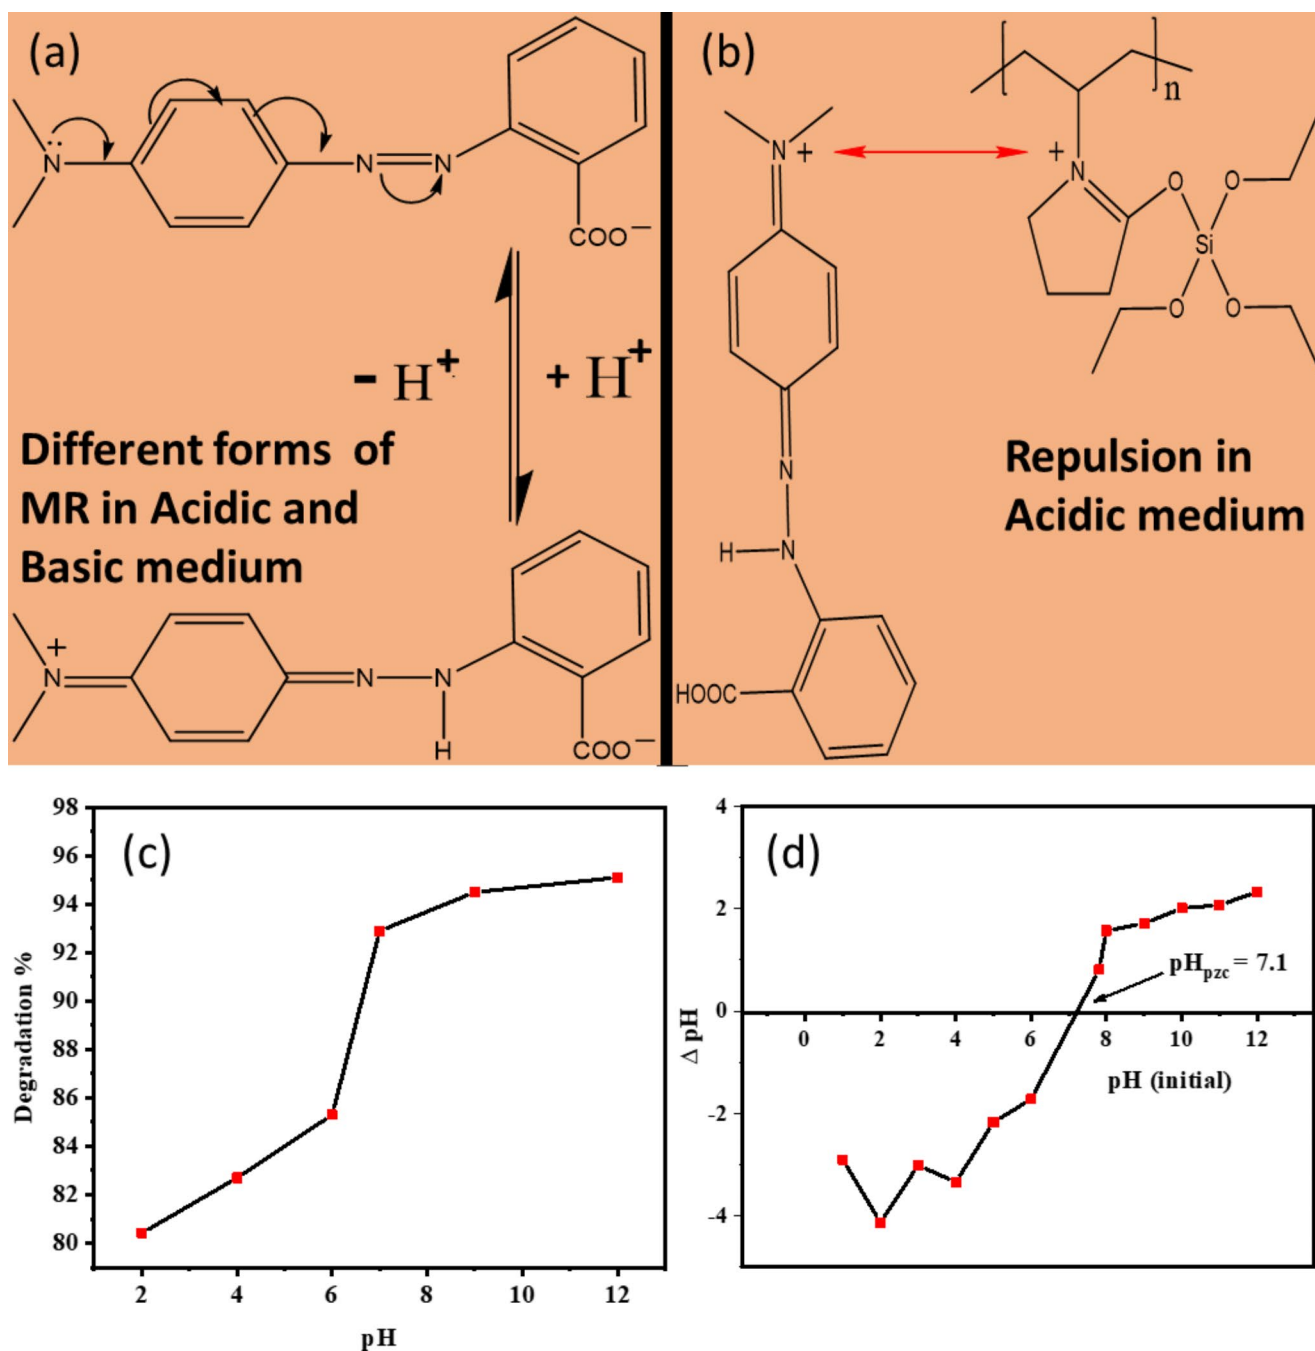 (a)
N
N
N
COO⁻
- H⁺
+ H⁺
Different forms of
MR in Acidic and
Basic medium
+
N
N
N
H
COO⁻
(b)
n
N
+
+
N
O
O
Si
O
O
N
H
N
HOOC
Repulsion in
Acidic medium
(c)
98
96
94
92
90
88
86
84
82
80
Degradation %
2 4 6 8 10 12
pH
(d)
4
2
0
-2
-4
Δ pH
pHpzc = 7.1
0 2 4 6 8 10 12
pH (initial)